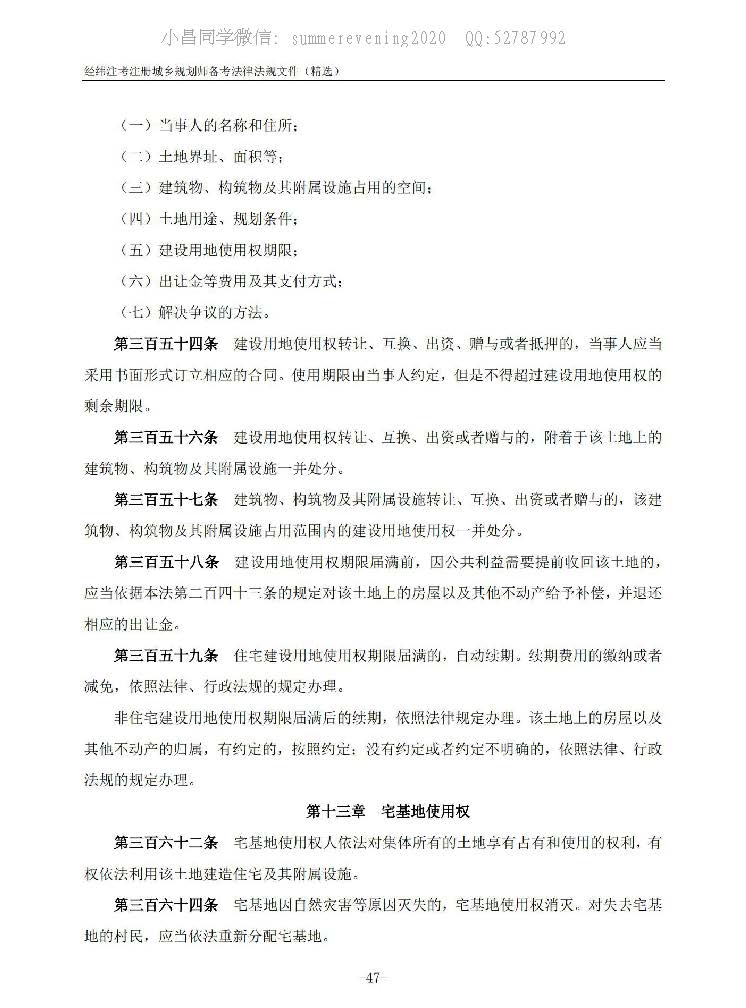 小昌同学微信: summerevening2020 QQ:52787992
经纬注考注册城乡规划师备考法律法规文件（精选）
（一）当事人的名称和住所；
（二）土地界址、面积等；
（三）建筑物、构筑物及其附属设施占用的空间；
（四）土地用途、规划条件；
（五）建设用地使用权期限；
（六）出让金等费用及其支付方式；
（七）解决争议的方法。
第三百五十四条 建设用地使用权转让、互换、出资、赠与或者抵押的，当事人应当
采用书面形式订立相应的合同。使用期限由当事人约定，但是不得超过建设用地使用权的
剩余期限。
第三百五十六条 建设用地使用权转让、互换、出资或者赠与的，附着于该土地上的
建筑物、构筑物及其附属设施一并处分。
第三百五十七条 建筑物、构筑物及其附属设施转让、互换、出资或者赠与的，该建
筑物、构筑物及其附属设施占用范围内的建设用地使用权一并处分。
第三百五十八条 建设用地使用权期限届满前，因公共利益需要提前收回该土地的，
应当依据本法第二百四十三条的规定对该土地上的房屋以及其他不动产给予补偿，并退还
相应的出让金。
第三百五十九条 住宅建设用地使用权期限届满的，自动续期。续期费用的缴纳或者
减免，依照法律、行政法规的规定办理。
非住宅建设用地使用权期限届满后的续期，依照法律规定办理。该土地上的房屋以及
其他不动产的归属，有约定的，按照约定；没有约定或者约定不明确的，依照法律、行政
法规的规定办理。
第十三章 宅基地使用权
第三百六十二条 宅基地使用权人依法对集体所有的土地享有占有和使用的权利，有
权依法利用该土地建造住宅及其附属设施。
第三百六十四条 宅基地因自然灾害等原因灭失的，宅基地使用权消灭。对失去宅基
地的村民，应当依法重新分配宅基地。
-47-